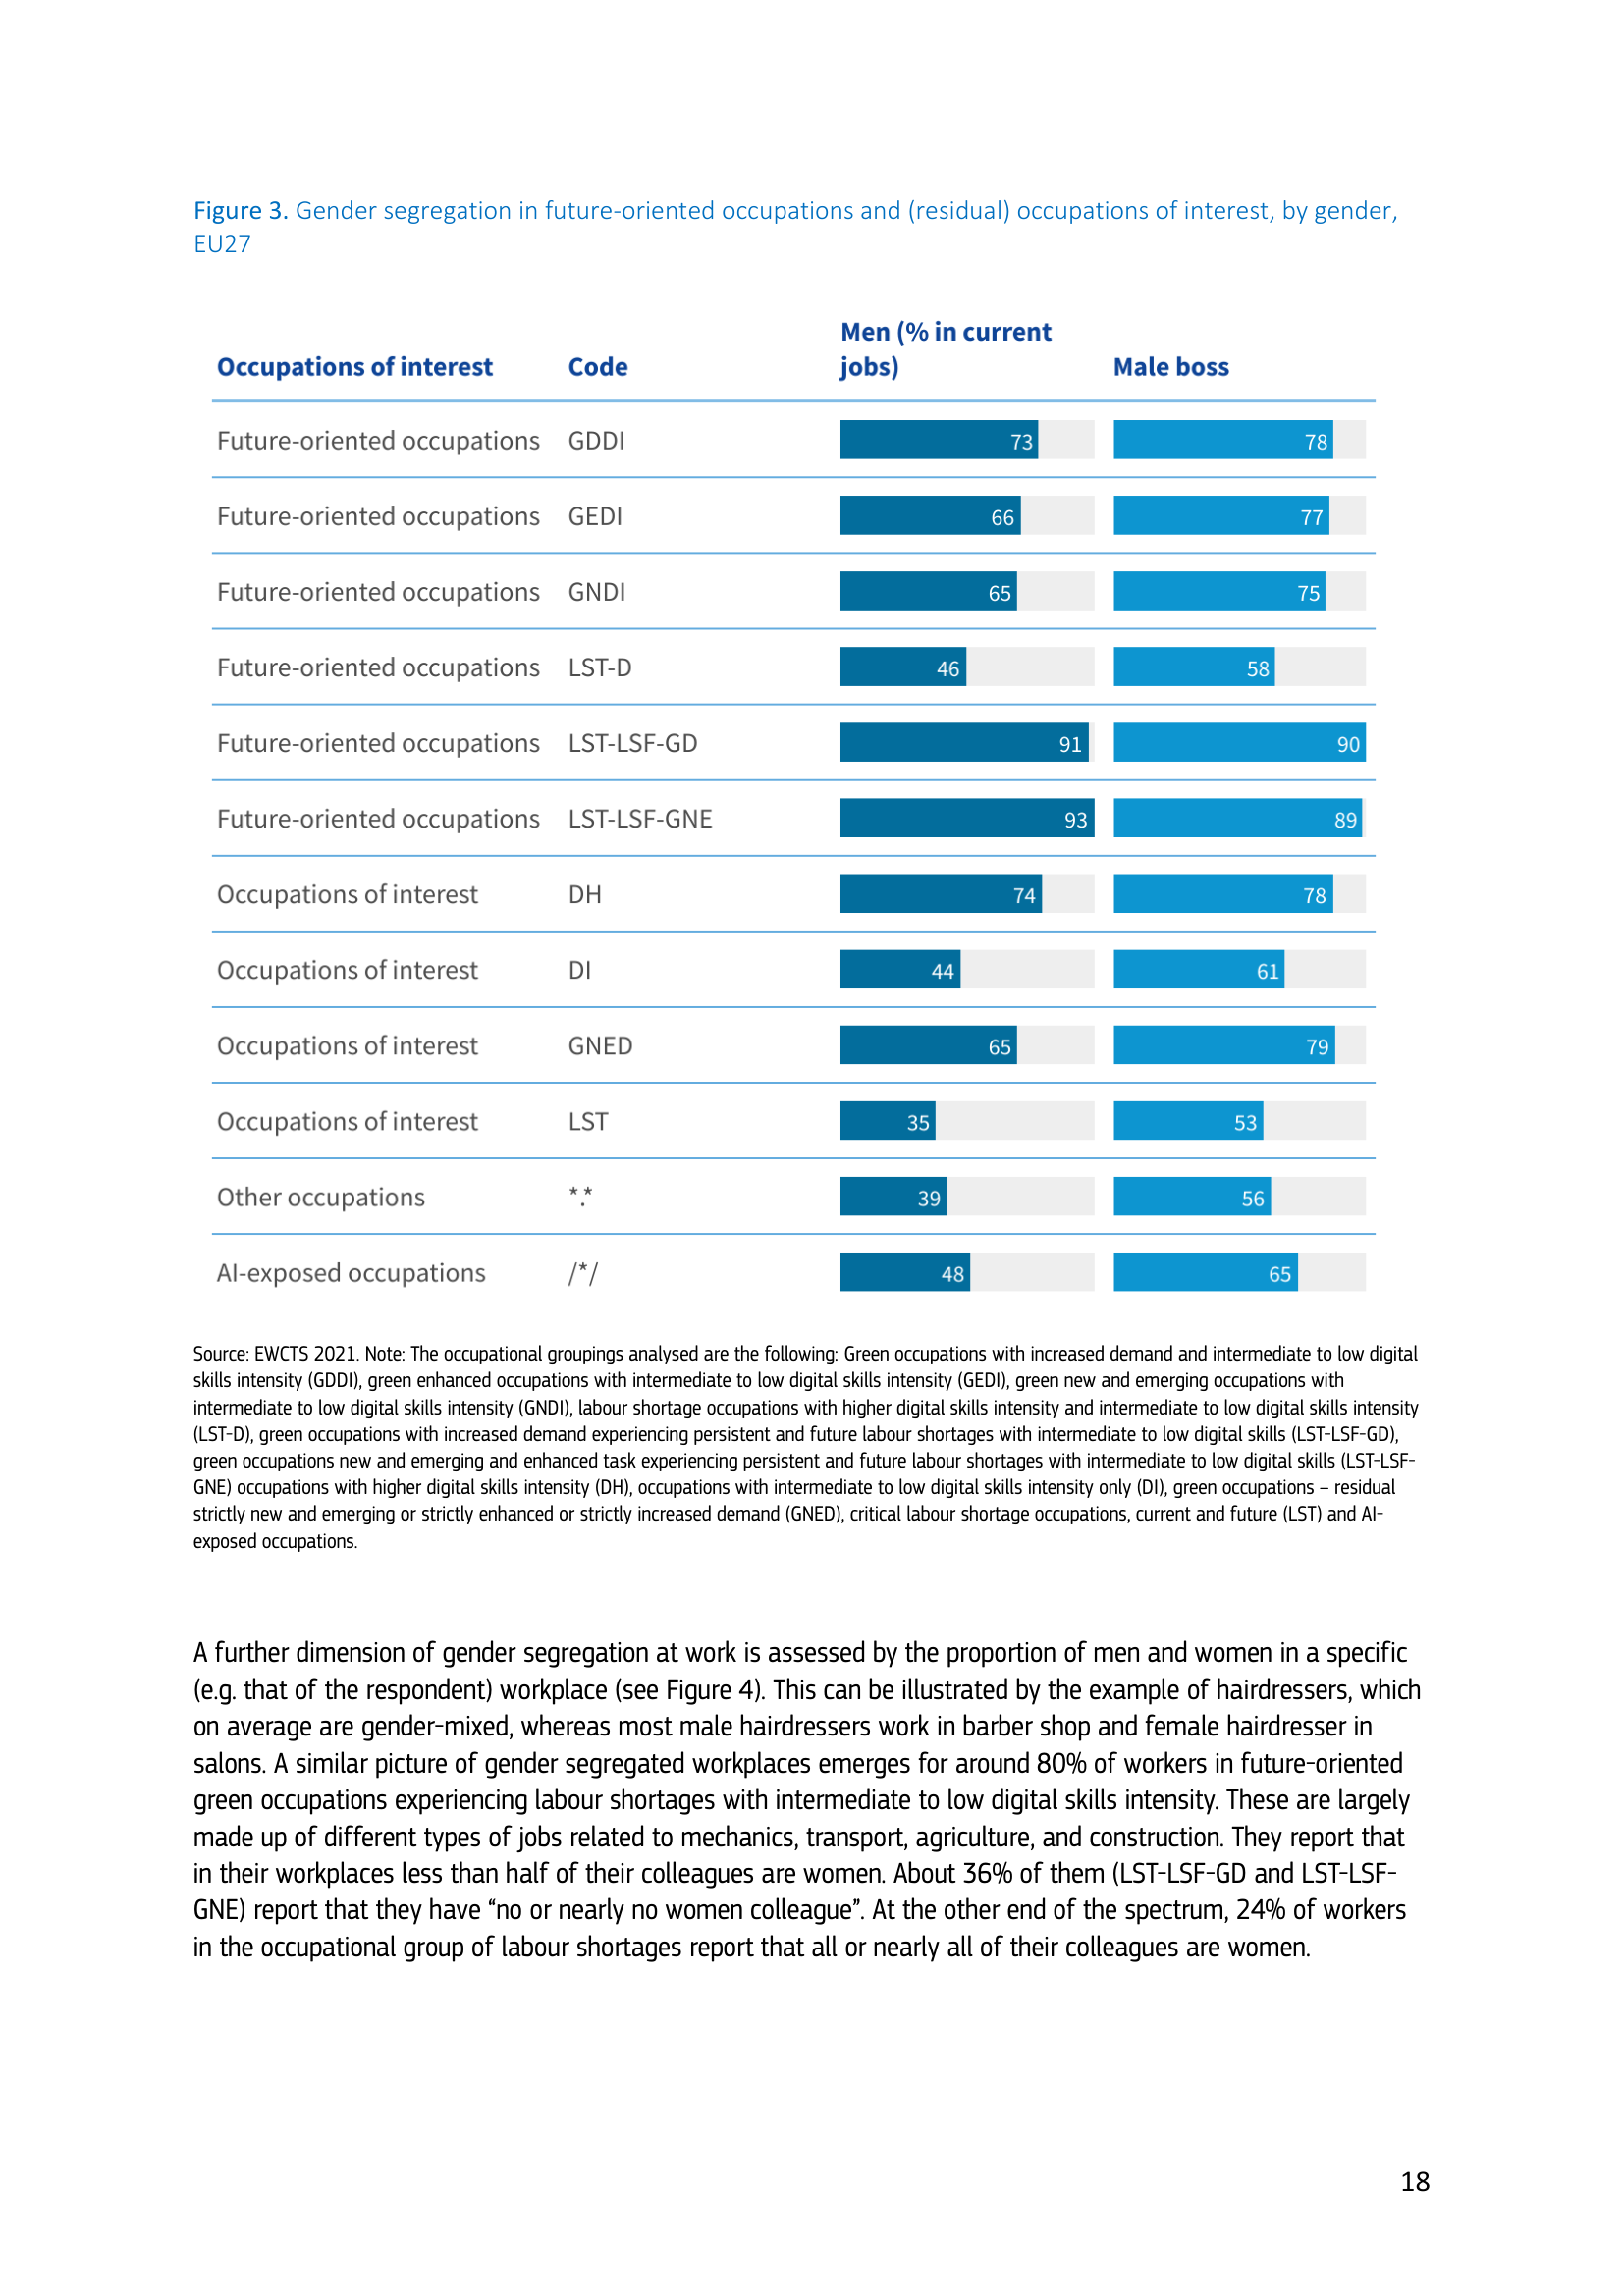 Figure 3. Gender segregation in future-oriented occupations and (residual) occupations of interest, by gender,
EU27
Men (% in current
Occupations of interest Code jobs) Male boss
Future-oriented occupations GDDI 73 78
Future-oriented occupations GEDI 66 77
Future-oriented occupations GNDI 65 75
Future-oriented occupations LST-D 46 58
Future-oriented occupations LST-LSF-GD 91 90
Future-oriented occupations LST-LSF-GNE 93 89
Occupations of interest DH 74 78
Occupations of interest DI 44 61
Occupations of interest GNED 65 79
Occupations of interest LST 35 53
Other occupations *.* 39 56
AI-exposed occupations /*/ 48 65
Source: EWCTS 2021. Note: The occupational groupings analysed are the following: Green occupations with increased demand and intermediate to low digital
skills intensity (GDDI), green enhanced occupations with intermediate to low digital skills intensity (GEDI), green new and emerging occupations with
intermediate to low digital skills intensity (GNDI), labour shortage occupations with higher digital skills intensity and intermediate to low digital skills intensity
(LST-D), green occupations with increased demand experiencing persistent and future labour shortages with intermediate to low digital skills (LST-LSF-GD),
green occupations new and emerging and enhanced task experiencing persistent and future labour shortages with intermediate to low digital skills (LST-LSF-
GNE) occupations with higher digital skills intensity (DH), occupations with intermediate to low digital skills intensity only (DI), green occupations – residual
strictly new and emerging or strictly enhanced or strictly increased demand (GNED), critical labour shortage occupations, current and future (LST) and AI-
exposed occupations.
A further dimension of gender segregation at work is assessed by the proportion of men and women in a specific
(e.g. that of the respondent) workplace (see Figure 4). This can be illustrated by the example of hairdressers, which
on average are gender-mixed, whereas most male hairdressers work in barber shop and female hairdresser in
salons. A similar picture of gender segregated workplaces emerges for around 80% of workers in future-oriented
green occupations experiencing labour shortages with intermediate to low digital skills intensity. These are largely
made up of different types of jobs related to mechanics, transport, agriculture, and construction. They report that
in their workplaces less than half of their colleagues are women. About 36% of them (LST-LSF-GD and LST-LSF-
GNE) report that they have “no or nearly no women colleague”. At the other end of the spectrum, 24% of workers
in the occupational group of labour shortages report that all or nearly all of their colleagues are women.
18